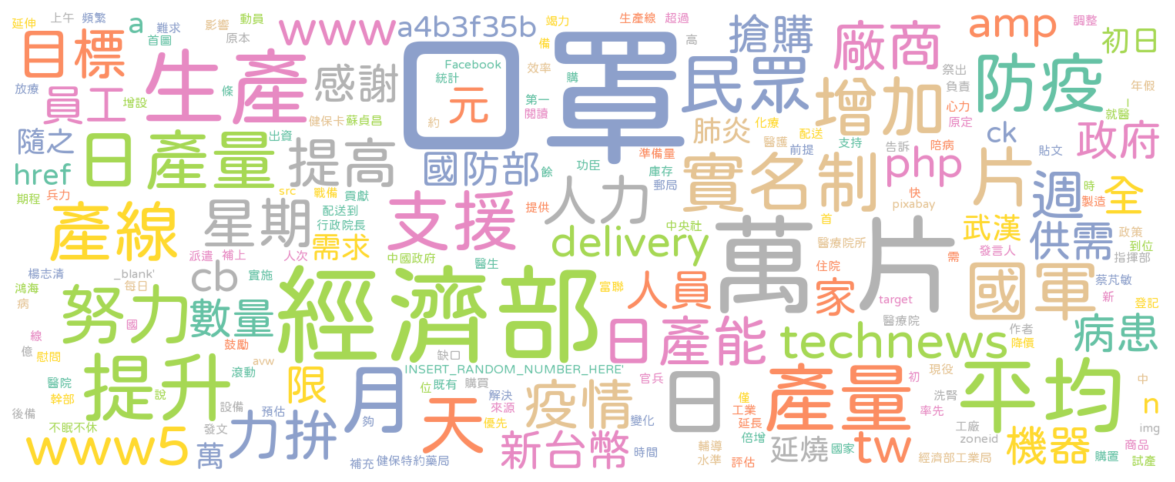 延伸
上午
頻繁
a
難求
首圖
影響
原本
動員
www
a4b3f35b
竭力
備
生產線
超過
高
搶購
廠商
amp
調整
初日
目標
生產
感謝
Facebook
統計
口罩
效率
購
民眾
增加
祭出
負責
防疫
年假
放療
員工
增設
條
元
約
第一
閱讀
心力
原定
就醫
l
隨之
健保卡
蘇貞昌
出資
肺炎
化療
醫護
配送
前提
支持
告訴
陪病
ck
貼文
政府
日產量
提高
國防部
餘
功臣
準備量
庫存
郵局
實名制
php
快
pixabay
片
週
時
製造
全
href
期程
兵力
src
戰備
貢獻
配送到
行政院長
支援
提供
人力
首
武漢
政策
產線
星期
需求
delivery
中央社
萬片
醫療院所
需
發言人
供需
到位
指揮部
派遣
補上
人次
中國政府
醫生
楊志清
_blank'
每日
鴻海
病
國
cb
實施
富聯
人員
住院
家
target
醫療院
國軍
蔡芃敏
新
登記
努力
數量
經濟部
日產能
technews
作者
降價
病患
線
億
慰問
鼓勵
avw
滾動
缺口
INSERT_RANDOM_NUMBER_HERE'
醫院
幹部
提升
說
限
月
位
既有
購買
解決
來源
優先
官兵
疫情
變化
日
初
僅
工業
延長
倍增
產量
現役
洗腎
率先
平均
中
n
img
後備
不眠不休
設備
發文
預估
力拚
夠
天
工廠
zoneid
www5
萬
補充
健保特約藥局
新台幣
時間
輔導
水準
評估
延燒
國家
tw
經濟部工業局
機器
購置
商品
試產